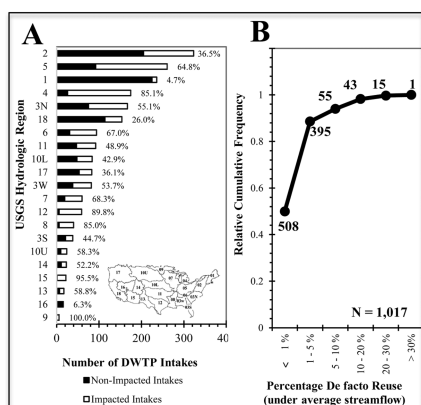 A
USGS Hydrologic Region
2 36.5%
5 64.8%
1 4.7%
4 85.1%
3N 55.1%
18 26.0%
6 67.0%
11 48.9%
10L 42.9%
17 36.1%
3W 53.7%
7 68.3%
12 89.8%
8 85.0%
3S 44.7%
10U 58.3%
14 52.2%
15 95.5%
13 58.8%
16 6.3%
9 100.0%
0 100 200 300 40
Number of DWTP Intakes
Non-Impacted Intakes
Impacted Intakes
B
Relative Cumulative Frequency
1.2
1
0.8
0.6
0.4
0.2
0
508
395
55
43
15
1
N = 1,017
< 1 %
1 - 5 %
5 - 10 %
10 - 20 %
20 - 30 %
> 30%
Percentage De facto Reuse
(under average streamflow)